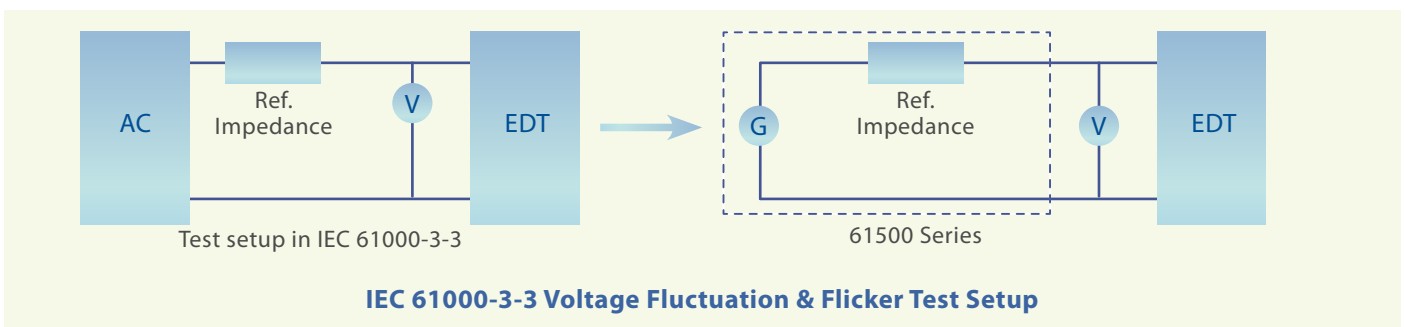 AC
Ref.
Impedance
V
EDT
Test setup in IEC 61000-3-3
G
Ref.
Impedance
V
EDT
61500 Series
IEC 61000-3-3 Voltage Fluctuation & Flicker Test Setup